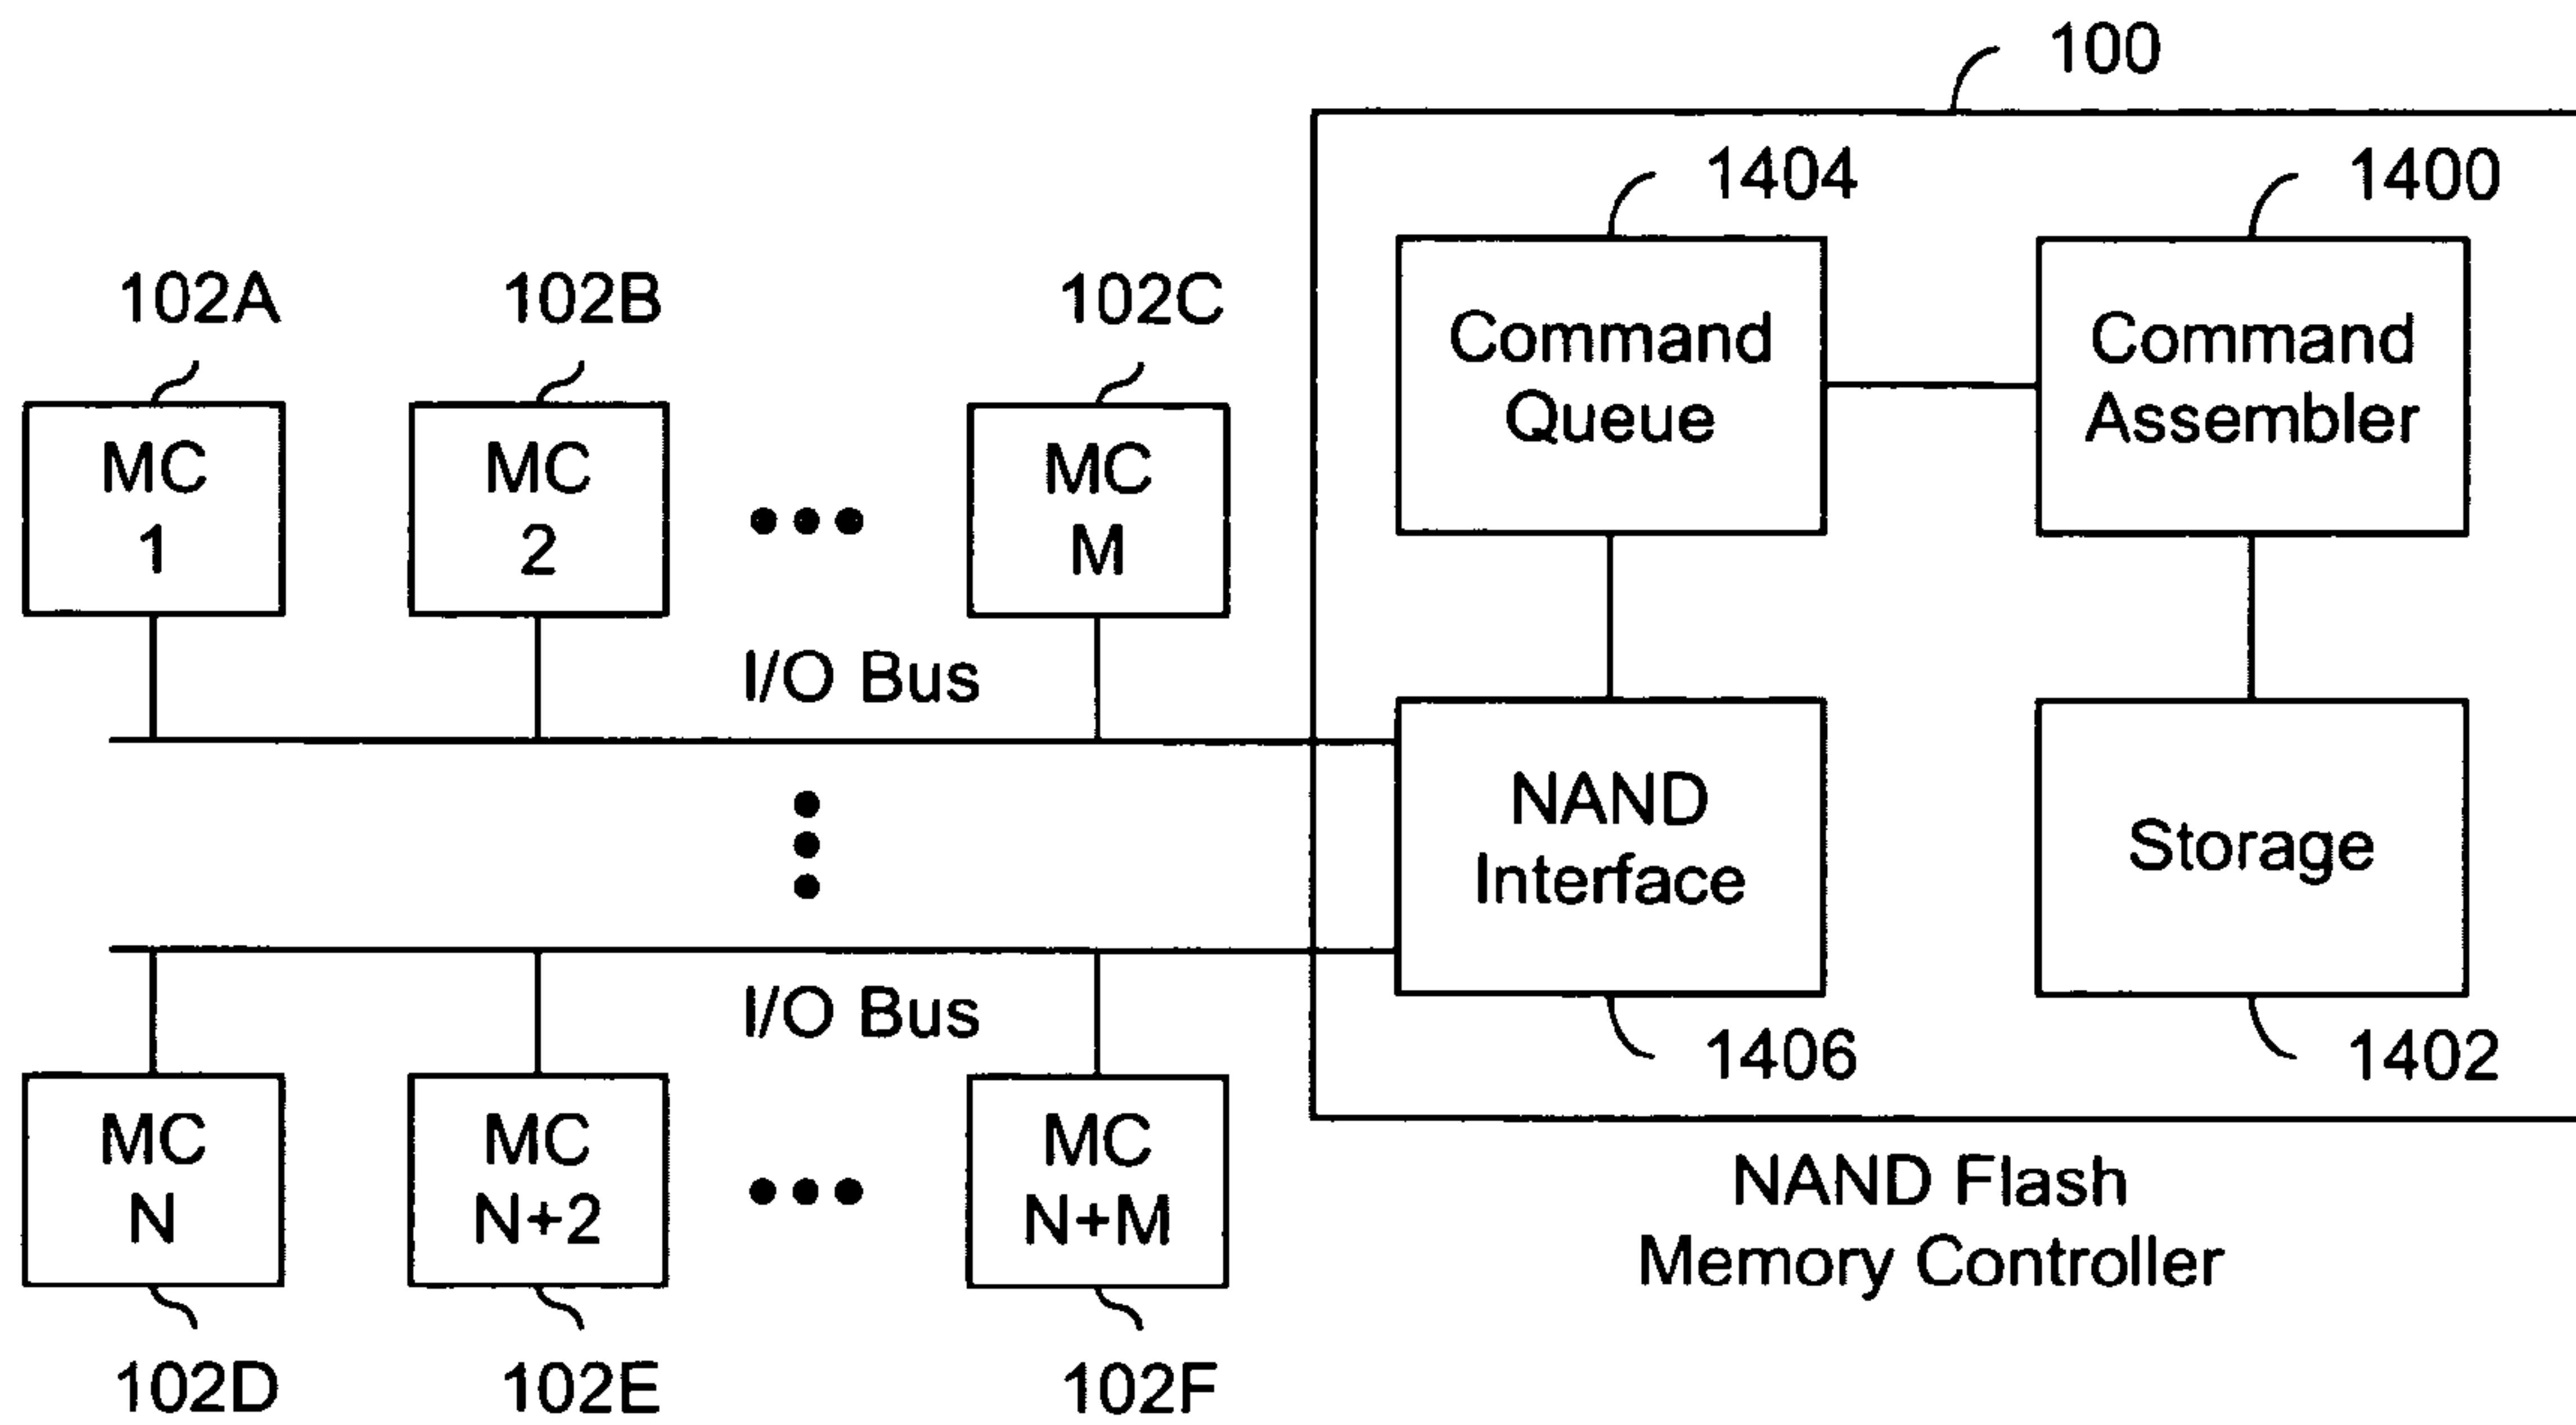 100
1404
1400
102A
102B
102C
Command
Queue
Command
Assembler
MC
1
MC
2
MC
M
I/O Bus
NAND
Interface
Storage
I/O Bus
1406
1402
MC
N
MC
N+2
MC
N+M
NAND Flash
Memory Controller
102D
102E
102F